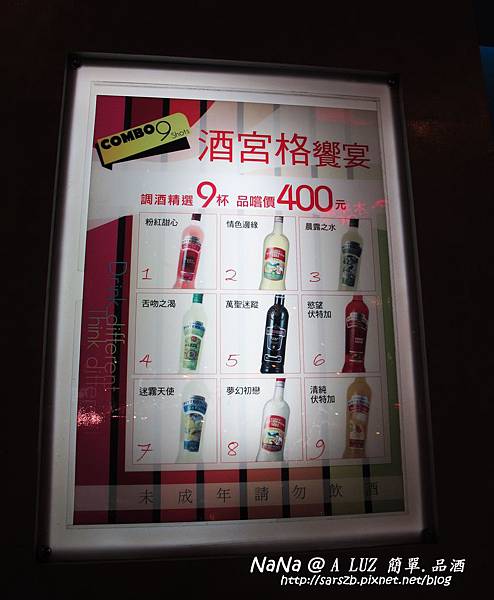 COMBO 9 Shots
酒宮格饗宴
調酒精選9杯 品嚐價400元
粉紅甜心
1
情色邊緣
2
晨露之水
3
舌吻之渴
4
萬聖迷蹤
5
慾望
伏特加
6
迷霧天使
7
夢幻初戀
8
清純
伏特加
9
Drink different
Think different
未成年請勿飲酒
NaNa @ A LUZ 簡單.品酒
http://sarszb.pixnet.net/blog